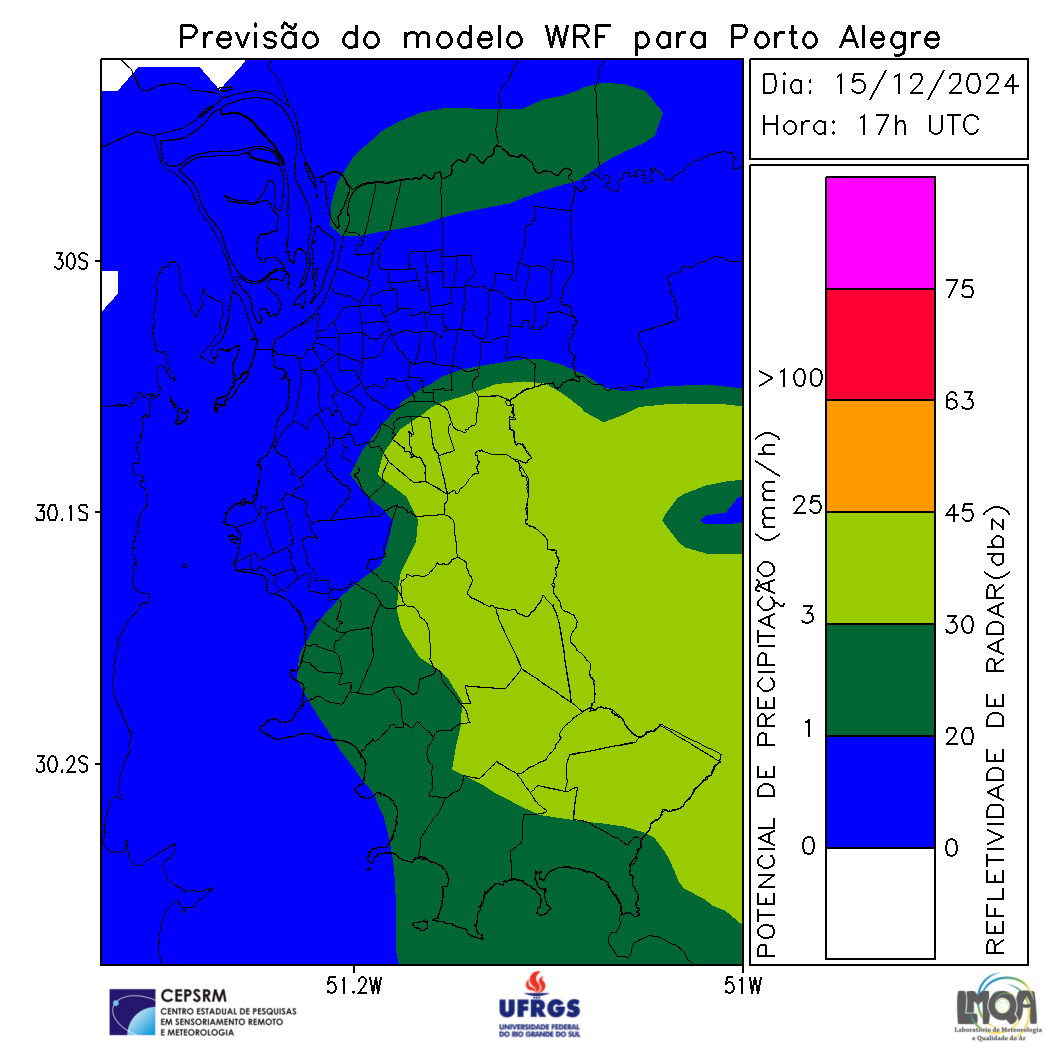 Previsão do modelo WRF para Porto Alegre
Dia: 15/12/2024
Hora: 17h UTC
30S
30.1S
30.2S
51.2W
51W
POTENCIAL DE PRECIPITAÇÃO (mm/h)
>100
25
3
1
0
75
63
45
30
20
0
REFLETIVIDADE DE RADAR(dbz)
CEPSRM
CENTRO ESTADUAL DE PESQUISAS
EM SENSORIAMENTO REMOTO
E METEOROLOGIA
UFRGS
UNIVERSIDADE FEDERAL
DO RIO GRANDE DO SUL
LMQA
Laboratório de Meteorologia
e Qualidade do Ar